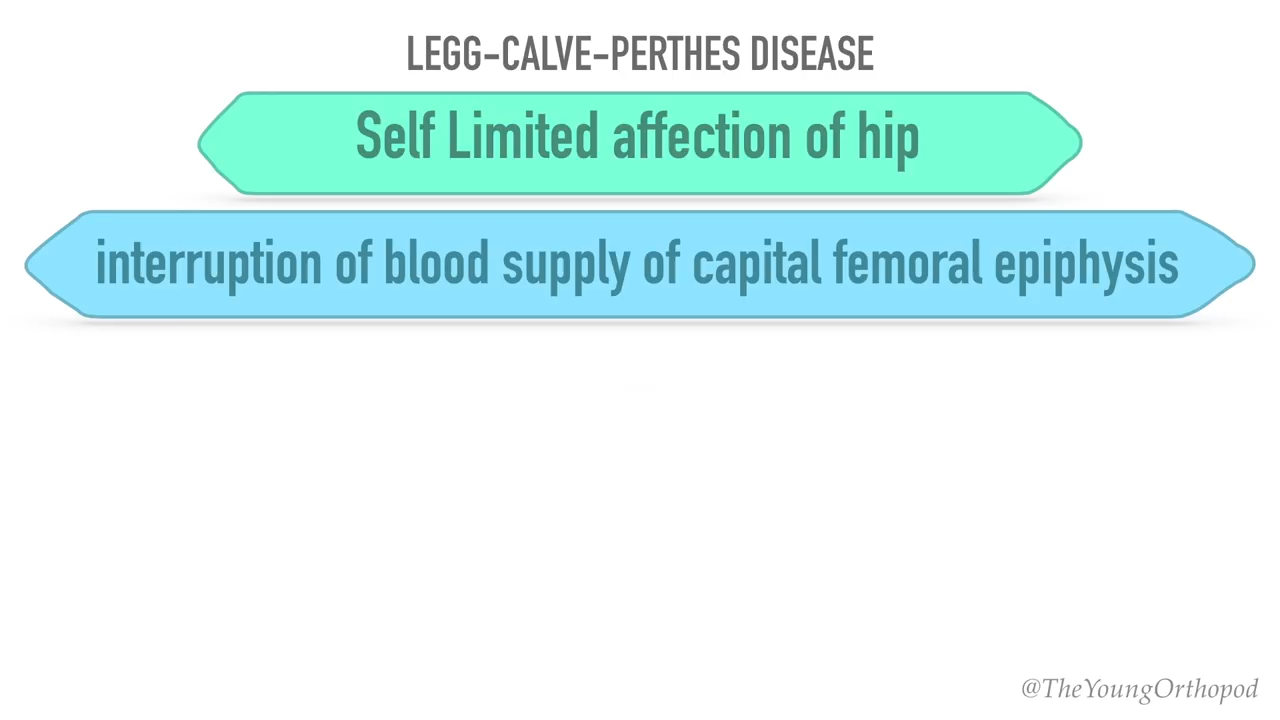 LEGG-CALVE-PERTHES DISEASE
Self Limited affection of hip
interruption of blood supply of capital femoral epiphysis
@TheYoungOrthopod